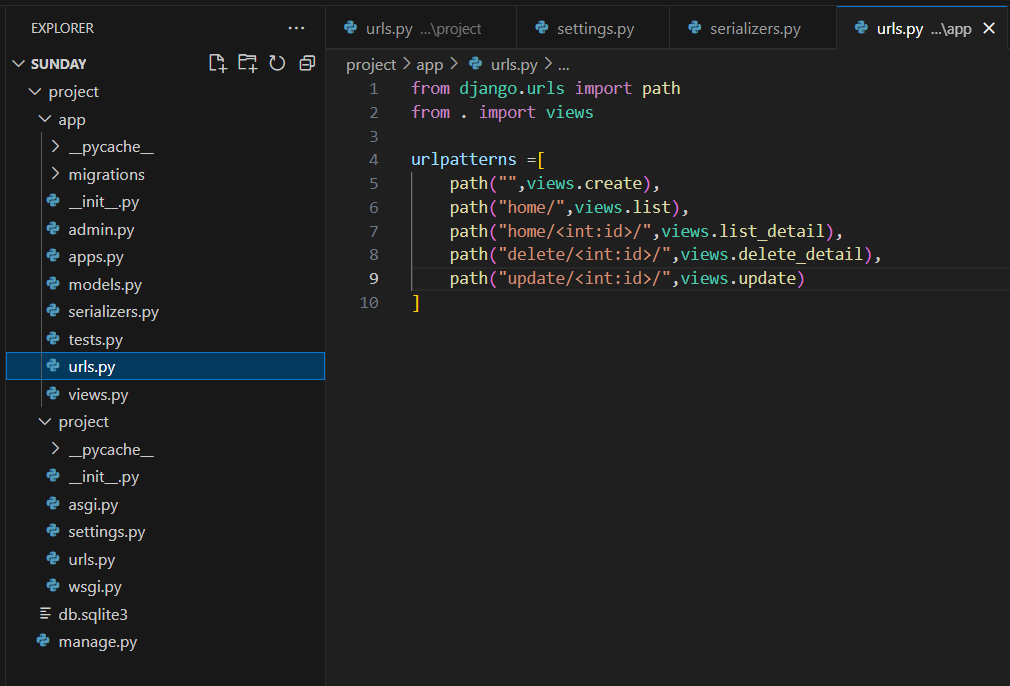 EXPLORER
SUNDAY
project
app
__pycache__
migrations
__init__.py
admin.py
apps.py
models.py
serializers.py
tests.py
urls.py
views.py
project
__pycache__
__init__.py
asgi.py
settings.py
urls.py
wsgi.py
db.sqlite3
manage.py
urls.py ...\project settings.py serializers.py urls.py ...\app
project > app > urls.py > ...
1 from django.urls import path
2 from . import views
3
4 urlpatterns =[
5     path("",views.create),
6     path("home/",views.list),
7     path("home/<int:id>/",views.list_detail),
8     path("delete/<int:id>/",views.delete_detail),
9     path("update/<int:id>/",views.update)
10 ]